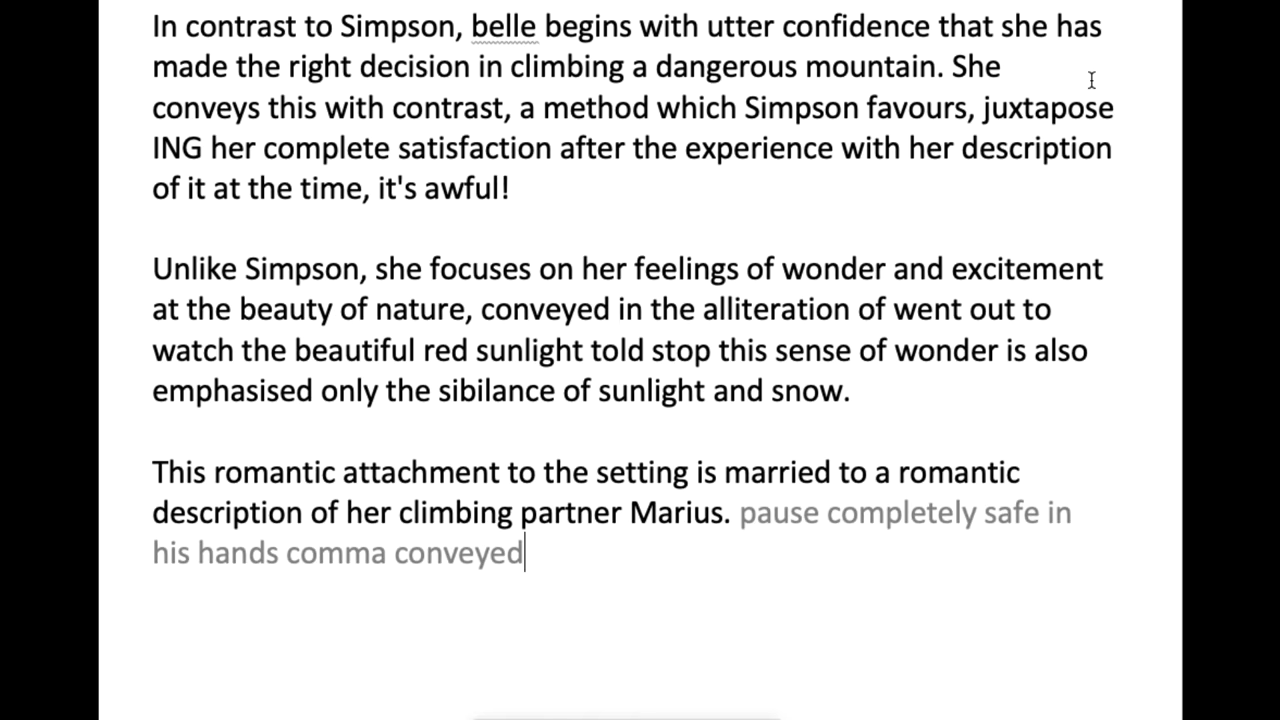 In contrast to Simpson, belle begins with utter confidence that she has
made the right decision in climbing a dangerous mountain. She
conveys this with contrast, a method which Simpson favours, juxtapose
ING her complete satisfaction after the experience with her description
of it at the time, it's awful!
Unlike Simpson, she focuses on her feelings of wonder and excitement
at the beauty of nature, conveyed in the alliteration of went out to
watch the beautiful red sunlight told stop this sense of wonder is also
emphasised only the sibilance of sunlight and snow.
This romantic attachment to the setting is married to a romantic
description of her climbing partner Marius. pause completely safe in
his hands comma conveyed